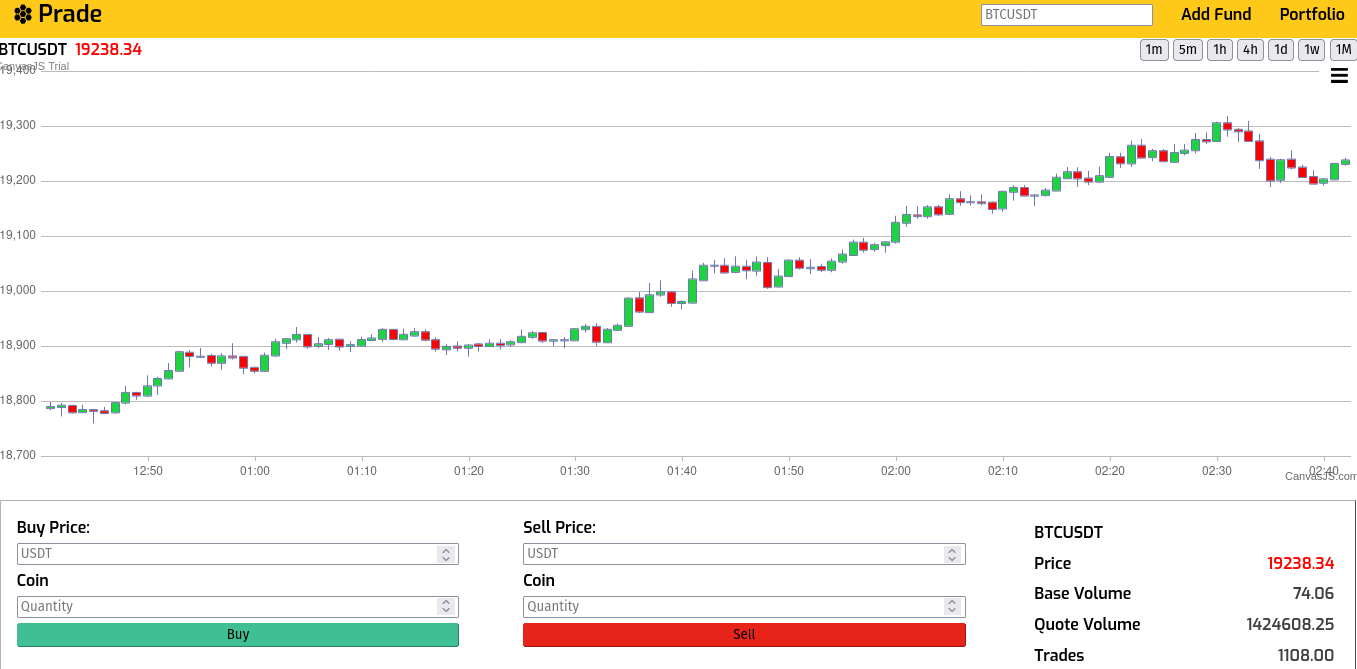 Prade
BTCUSDT
Add Fund
Portfolio
BTCUSDT 19238.34
1m 5m 1h 4h 1d 1w 1M
CanvasJS Trial
19,400
19,300
19,200
19,100
19,000
18,900
18,800
18,700
12:50 01:00 01:10 01:20 01:30 01:40 01:50 02:00 02:10 02:20 02:30 02:40
CanvasJS.com
Buy Price:
USDT
Coin
Quantity
Buy
Sell Price:
USDT
Coin
Quantity
Sell
BTCUSDT
Price 19238.34
Base Volume 74.06
Quote Volume 1424608.25
Trades 1108.00